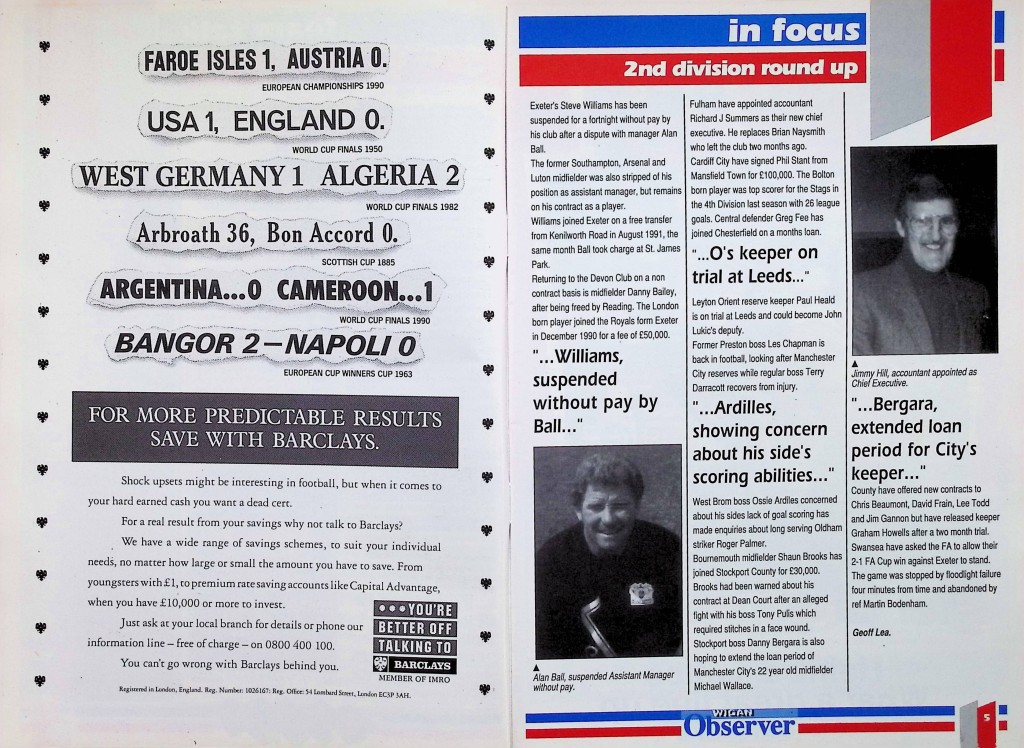 FAROE ISLES 1, AUSTRIA 0.
EUROPEAN CHAMPIONSHIPS 1990
USA 1, ENGLAND 0.
WORLD CUP FINALS 1950
WEST GERMANY 1 ALGERIA 2
WORLD CUP FINALS 1982
Arbroath 36, Bon Accord 0.
SCOTTISH CUP 1885
ARGENTINA...0 CAMEROON...1
WORLD CUP FINALS 1990
BANGOR 2–NAPOLI 0
EUROPEAN CUP WINNERS CUP 1963
FOR MORE PREDICTABLE RESULTS
SAVE WITH BARCLAYS.
Shock upsets might be interesting in football, but when it comes to
your hard earned cash you want a dead cert.
For a real result from your savings why not talk to Barclays?
We have a wide range of savings schemes, to suit your individual
needs, no matter how large or small the amount you have to save. From
youngsters with £1, to premium rate saving accounts like Capital Advantage,
when you have £10,000 or more to invest.
Just ask at your local branch for details or phone our
information line – free of charge – on 0800 400 100.
You can't go wrong with Barclays behind you.
•••YOU'RE
BETTER OFF
TALKING TO
BARCLAYS
MEMBER OF IMRO
Registered in London, England. Reg. Number: 1026167: Reg. Office: 54 Lombard Street, London EC3P 3AH.
in focus
2nd division round up
Exeter's Steve Williams has been
suspended for a fortnight without pay by
his club after a dispute with manager Alan
Ball.
The former Southampton, Arsenal and
Luton midfielder was also stripped of his
position as assistant manager, but remains
on his contract as a player.
Williams joined Exeter on a free transfer
from Kenilworth Road in August 1991, the
same month Ball took charge at St. James
Park.
Returning to the Devon Club on a non
contract basis is midfielder Danny Bailey,
after being freed by Reading. The London
born player joined the Royals form Exeter
in December 1990 for a fee of £50,000.
"...Williams,
suspended
without pay by
Ball..."
Alan Ball, suspended Assistant Manager
without pay.
Fulham have appointed accountant
Richard J Summers as their new chief
executive. He replaces Brian Naysmith
who left the club two months ago.
Cardiff City have signed Phil Stant from
Mansfield Town for £100,000. The Bolton
born player was top scorer for the Stags in
the 4th Division last season with 26 league
goals. Central defender Greg Fee has
joined Chesterfield on a months loan.
"...O's keeper on
trial at Leeds..."
Leyton Orient reserve keeper Paul Heald
is on trial at Leeds and could become John
Lukic's deputy.
Former Preston boss Les Chapman is
back in football, looking after Manchester
City reserves while regular boss Terry
Darracott recovers from injury.
"...Ardilles,
showing concern
about his side's
scoring abilities..."
West Brom boss Ossie Ardiles concerned
about his sides lack of goal scoring has
made enquiries about long serving Oldham
striker Roger Palmer.
Bournemouth midfielder Shaun Brooks has
joined Stockport County for £30,000.
Brooks had been warned about his
contract at Dean Court after an alleged
fight with his boss Tony Pulis which
required stitches in a face wound.
Stockport boss Danny Bergara is also
hoping to extend the loan period of
Manchester City's 22 year old midfielder
Michael Wallace.
Jimmy Hill, accountant appointed as
Chief Executive.
"...Bergara,
extended loan
period for City's
keeper..."
County have offered new contracts to
Chris Beaumont, David Frain, Lee Todd
and Jim Gannon but have released keeper
Graham Howells after a two month trial.
Swansea have asked the FA to allow their
2-1 FA Cup win against Exeter to stand.
The game was stopped by floodlight failure
four minutes from time and abandoned by
ref Martin Bodenham.
Geoff Lea.
WIGAN
Observer
5